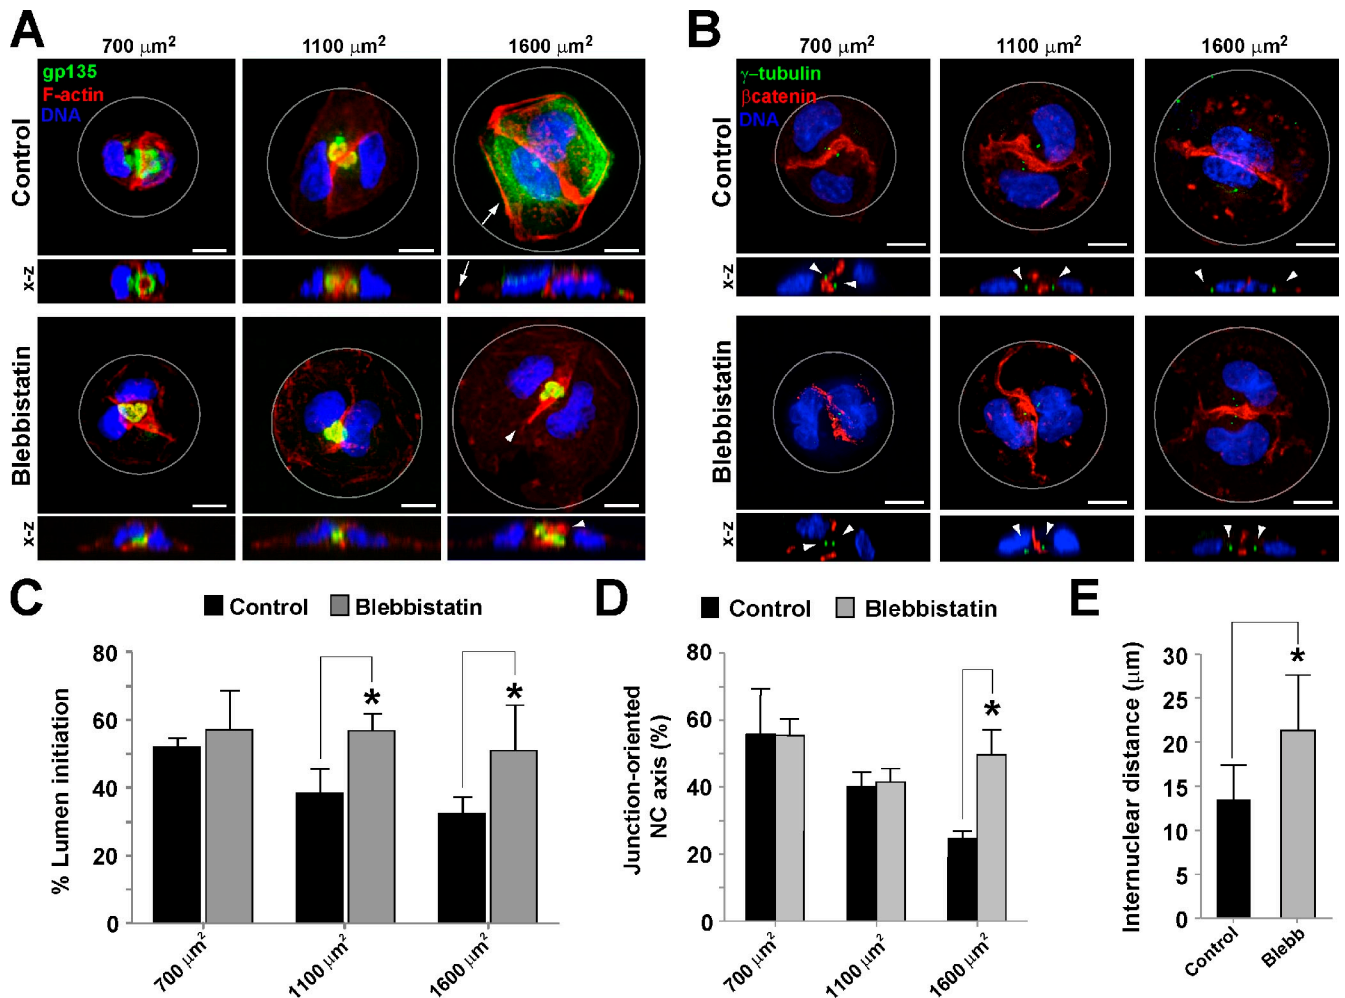 A
700 μm²
1100 μm²
1600 μm²
gp135
F-actin
DNA
Control
x-z
Blebbistatin
x-z
B
700 μm²
1100 μm²
1600 μm²
γ-tubulin
βcatenin
DNA
Control
x-z
Blebbistatin
x-z
C
Control
Blebbistatin
% Lumen initiation
80
60
40
20
0
*
*
700 μm²
1100 μm²
1600 μm²
D
Control
Blebbistatin
Junction-oriented
NC axis (%)
80
60
40
20
0
*
700 μm²
1100 μm²
1600 μm²
E
Internuclear distance (μm)
30
25
20
15
10
5
0
*
Control
Blebb